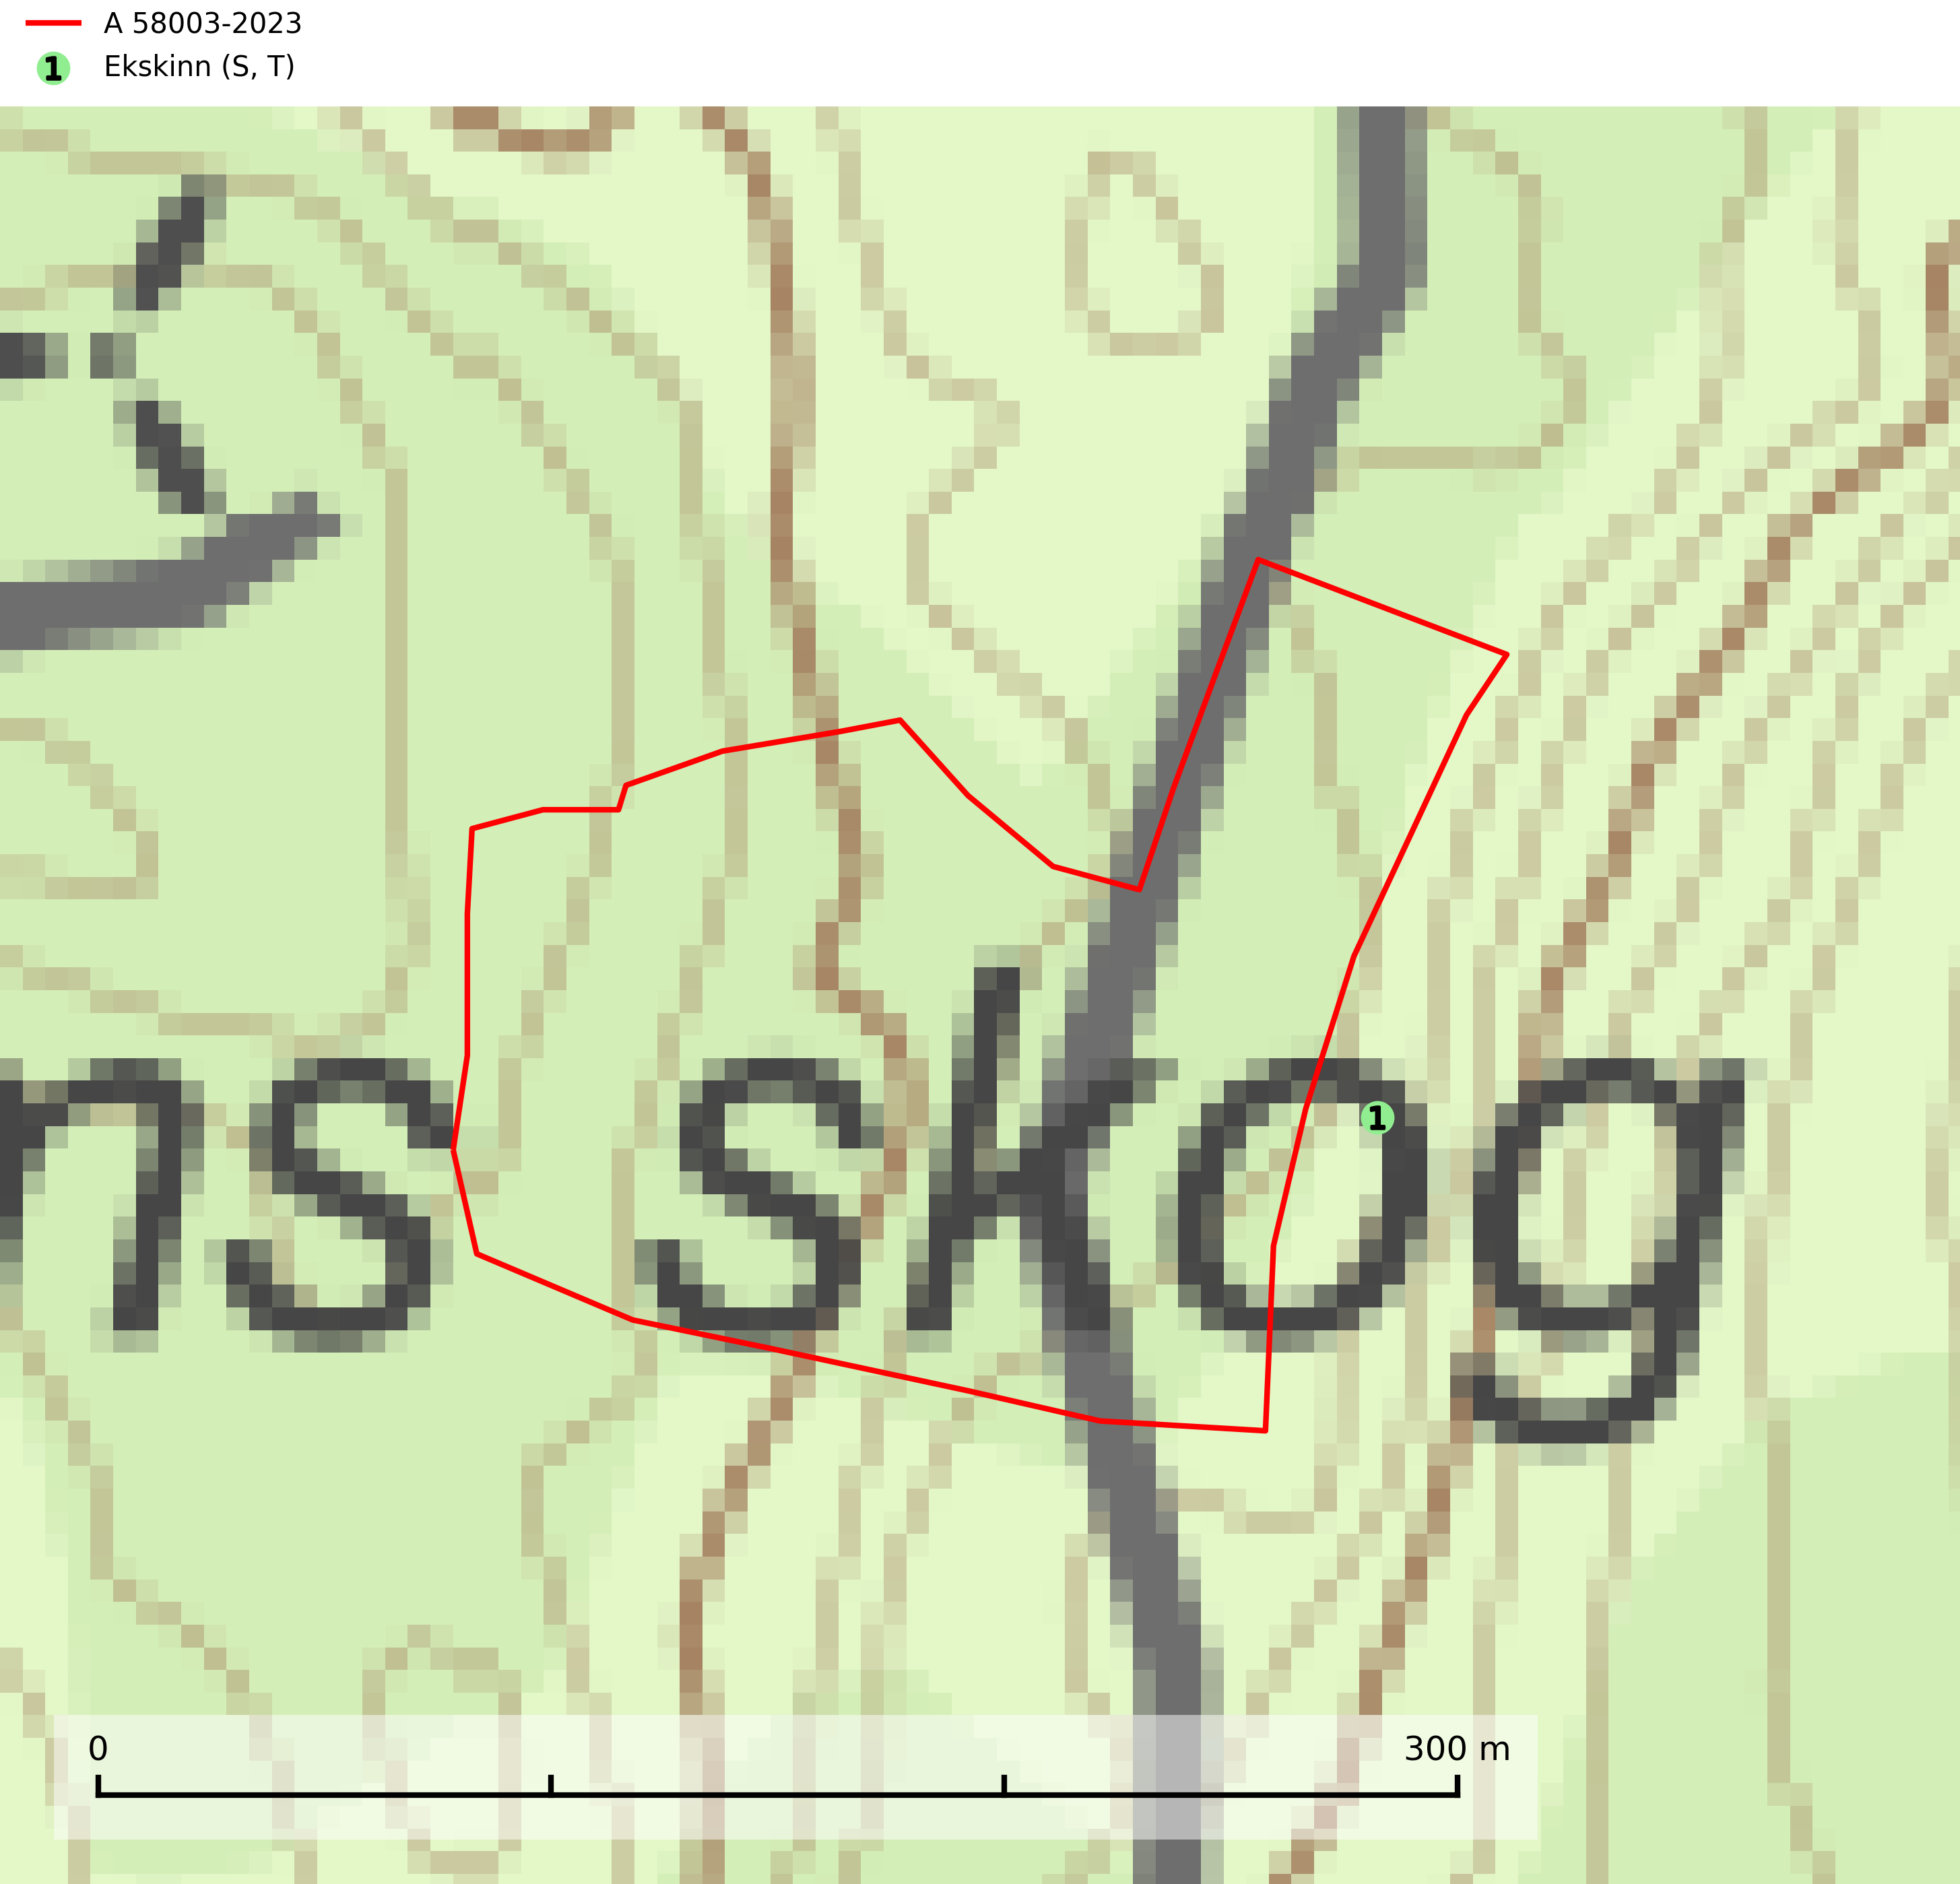 A 58003-2023
1 Ekskinn (S, T)
1
ns skog
0 300 m